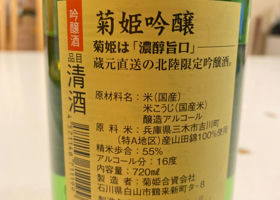 吟醸酒
品目
清酒
菊姫吟醸
菊姫は「濃醇旨口」
蔵元直送の北陸限定吟醸酒。
原材料名：米(国産)
米こうじ(国産米)
醸造アルコール
原料米：兵庫県三木市吉川町
(特A地区)産山田錦100%使用
精米歩合：55%
アルコール分：16度
内容量：720mℓ
製造者：菊姫合資会社
石川県白山市鶴来新町タ-8